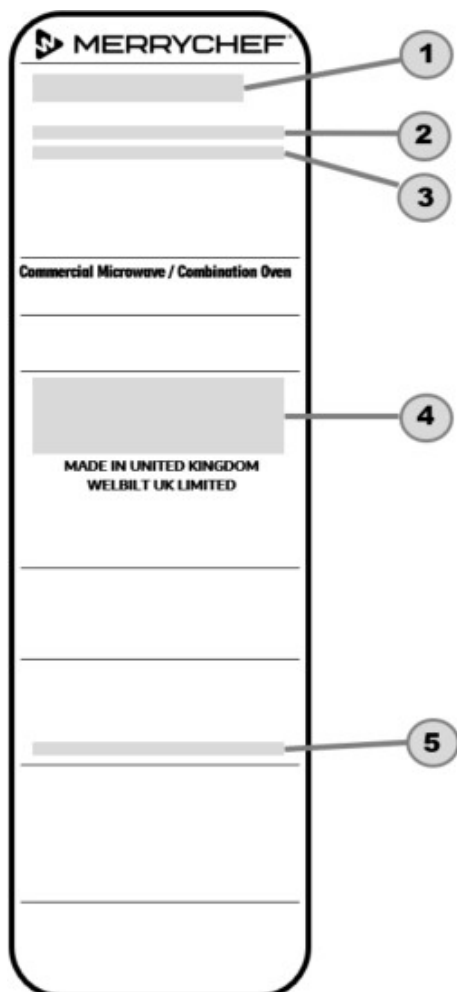 MERRYCHEF®
1
2
3
Commercial Microwave / Combination Oven
4
MADE IN UNITED KINGDOM
WELBILT UK LIMITED
5